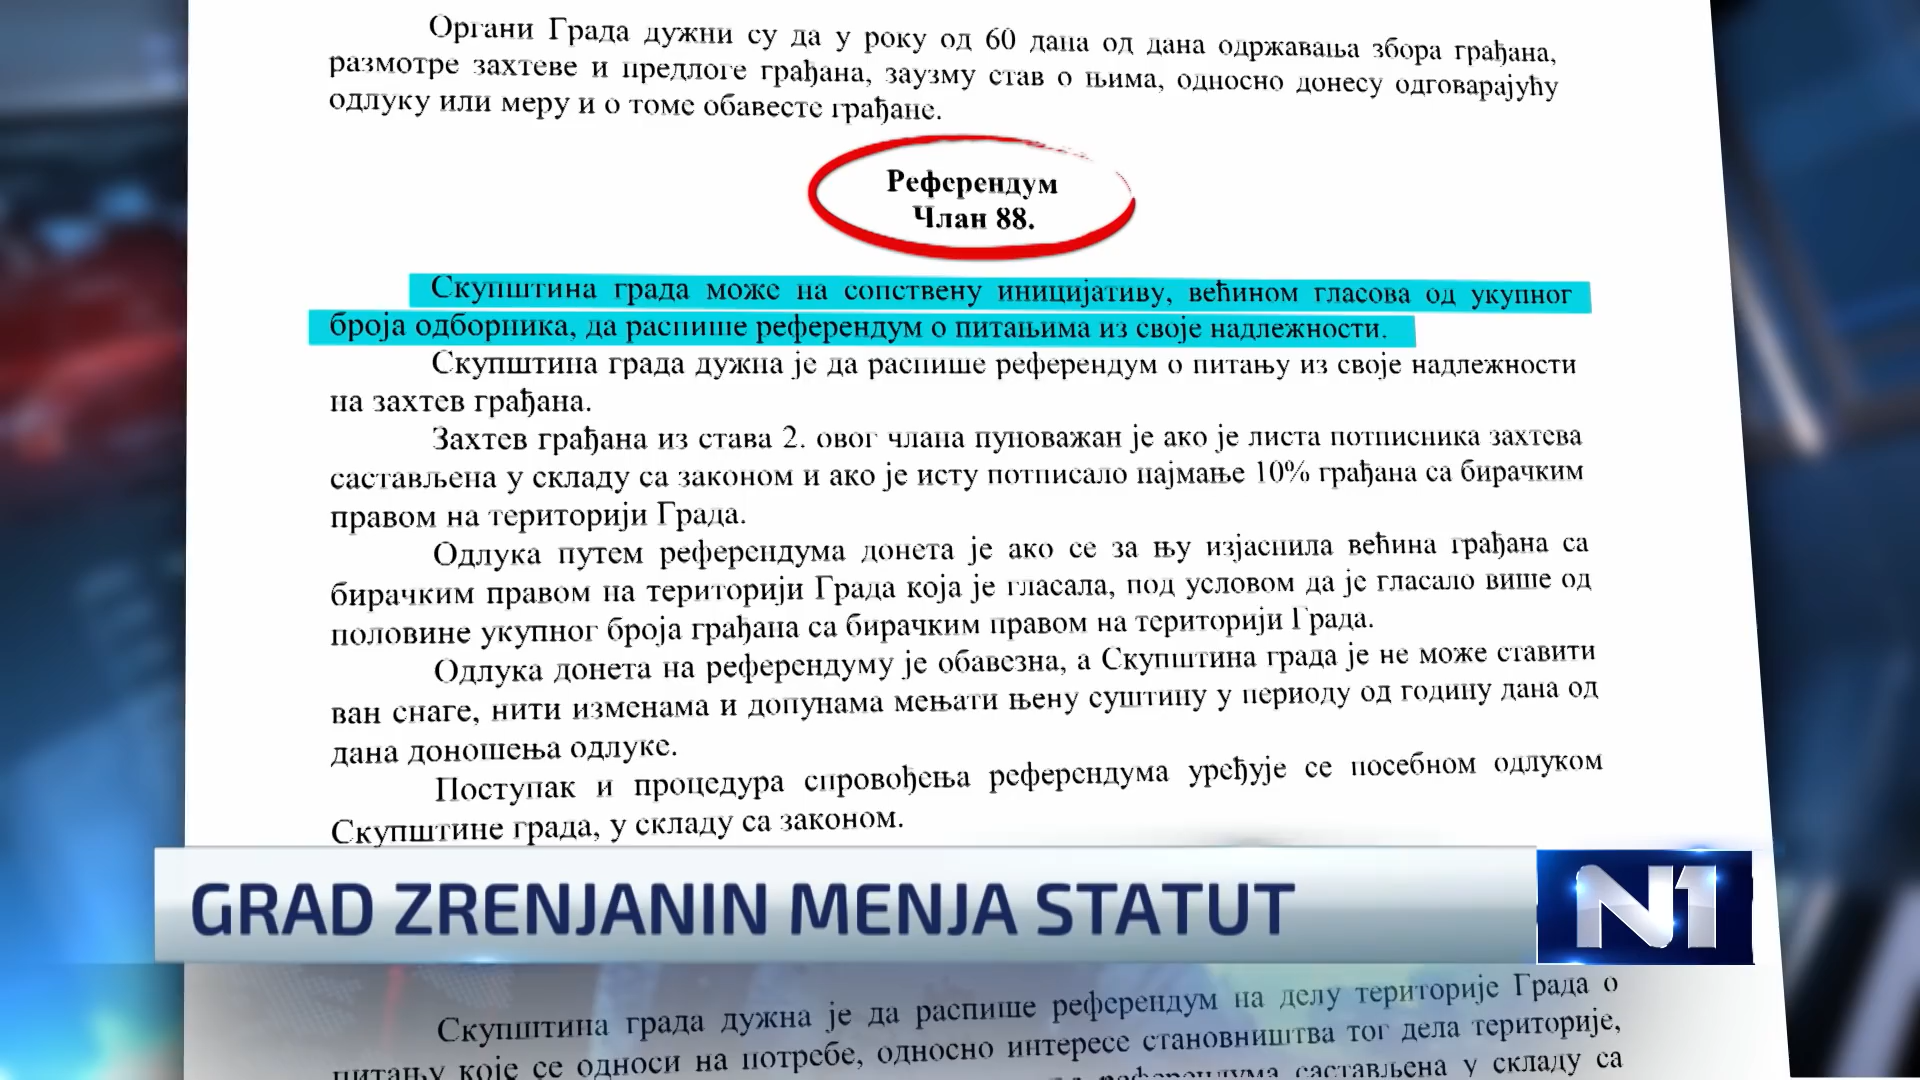 Органи Града дужни су да у року од 60 дана од дана одржавања збора грађана,
размотре захтеве и предлоге грађана, заузму став о њима, односно донесу одговарајућу
одлуку или меру и о томе обавесте грађане.
Референдум
Члан 88.
Скупштина града може на сопствену иницијативу, већином гласова од укупног
броја одборника, да распише референдум о питањима из своје надлежности.
Скупштина града дужна је да распише референдум о питању из своје надлежности
на захтев грађана.
Захтев грађана из става 2. овог члана пуноважан је ако је листа потписника захтева
састављена у складу са законом и ако је исту потписало најмање 10% грађана са бирачким
правом на територији Града.
Одлука путем референдума донета је ако се за њу изјаснила већина грађана са
бирачким правом на територији Града која је гласала, под условом да је гласало више од
половине укупног броја грађана са бирачким правом на територији Града.
Одлука донета на референдуму је обавезна, а Скупштина града је не може ставити
ван снаге, нити изменама и допунама мењати њену суштину у периоду од годину дана од
дана доношења одлуке.
Поступак и процедура спровођења референдума уређује се посебном одлуком
Скупштине града, у складу са законом.
GRAD ZRENJANIN MENJA STATUT
N1
Скупштина града дужна је да распише референдум на делу територије Града о
питању које се односи на потребе, односно интересе становништва тог дела територије,
референдума састављена у складу са